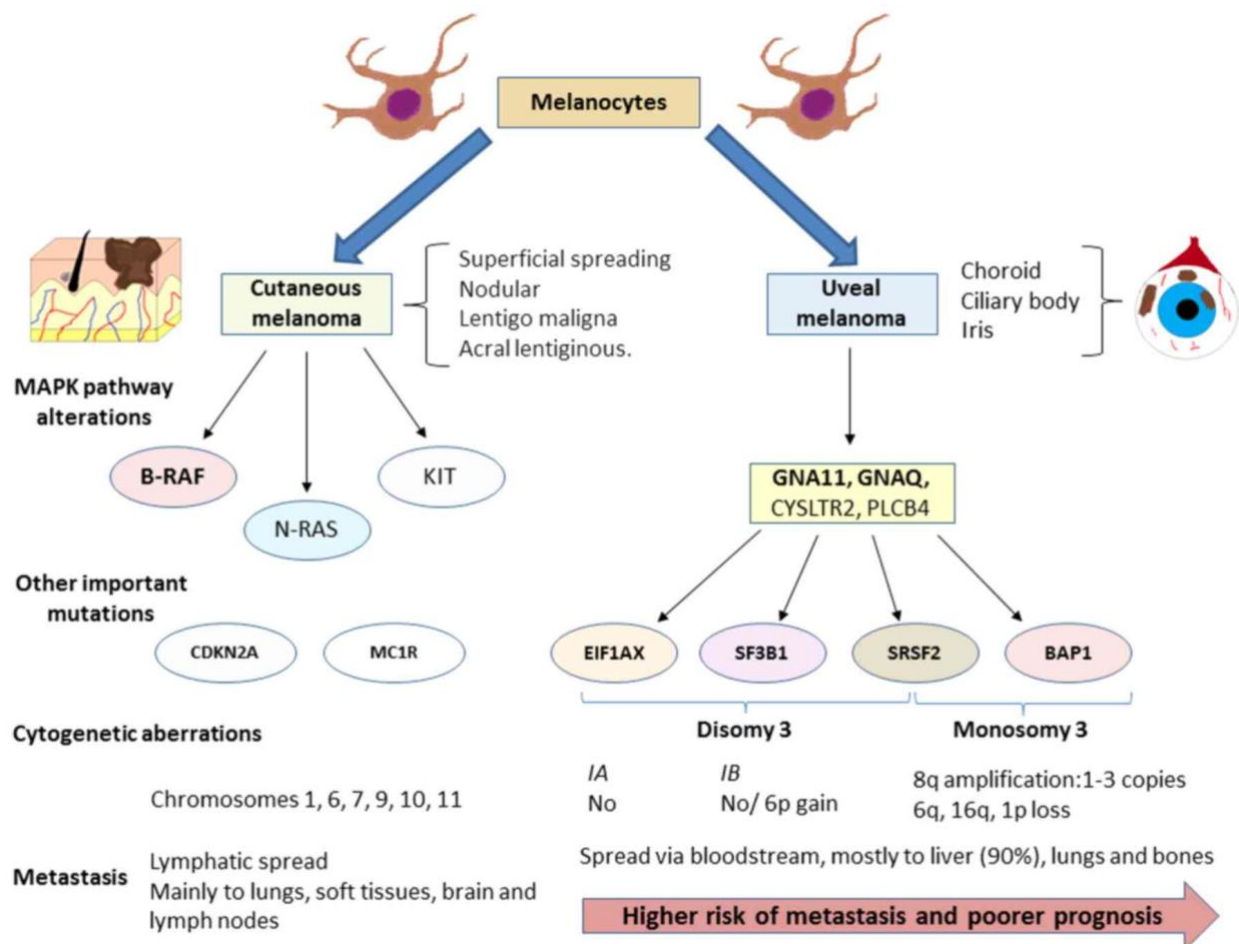 Melanocytes
Cutaneous
melanoma
Superficial spreading
Nodular
Lentigo maligna
Acral lentiginous.
Uveal
melanoma
Choroid
Ciliary body
Iris
MAPK pathway
alterations
B-RAF
N-RAS
KIT
GNA11, GNAQ,
CYSLTR2, PLCB4
Other important
mutations
CDKN2A
MC1R
EIF1AX
SF3B1
SRSF2
BAP1
Disomy 3
Monosomy 3
Cytogenetic aberrations
Chromosomes 1, 6, 7, 9, 10, 11
IA
No
IB
No/ 6p gain
8q amplification:1-3 copies
6q, 16q, 1p loss
Metastasis
Lymphatic spread
Mainly to lungs, soft tissues, brain and
lymph nodes
Spread via bloodstream, mostly to liver (90%), lungs and bones
Higher risk of metastasis and poorer prognosis